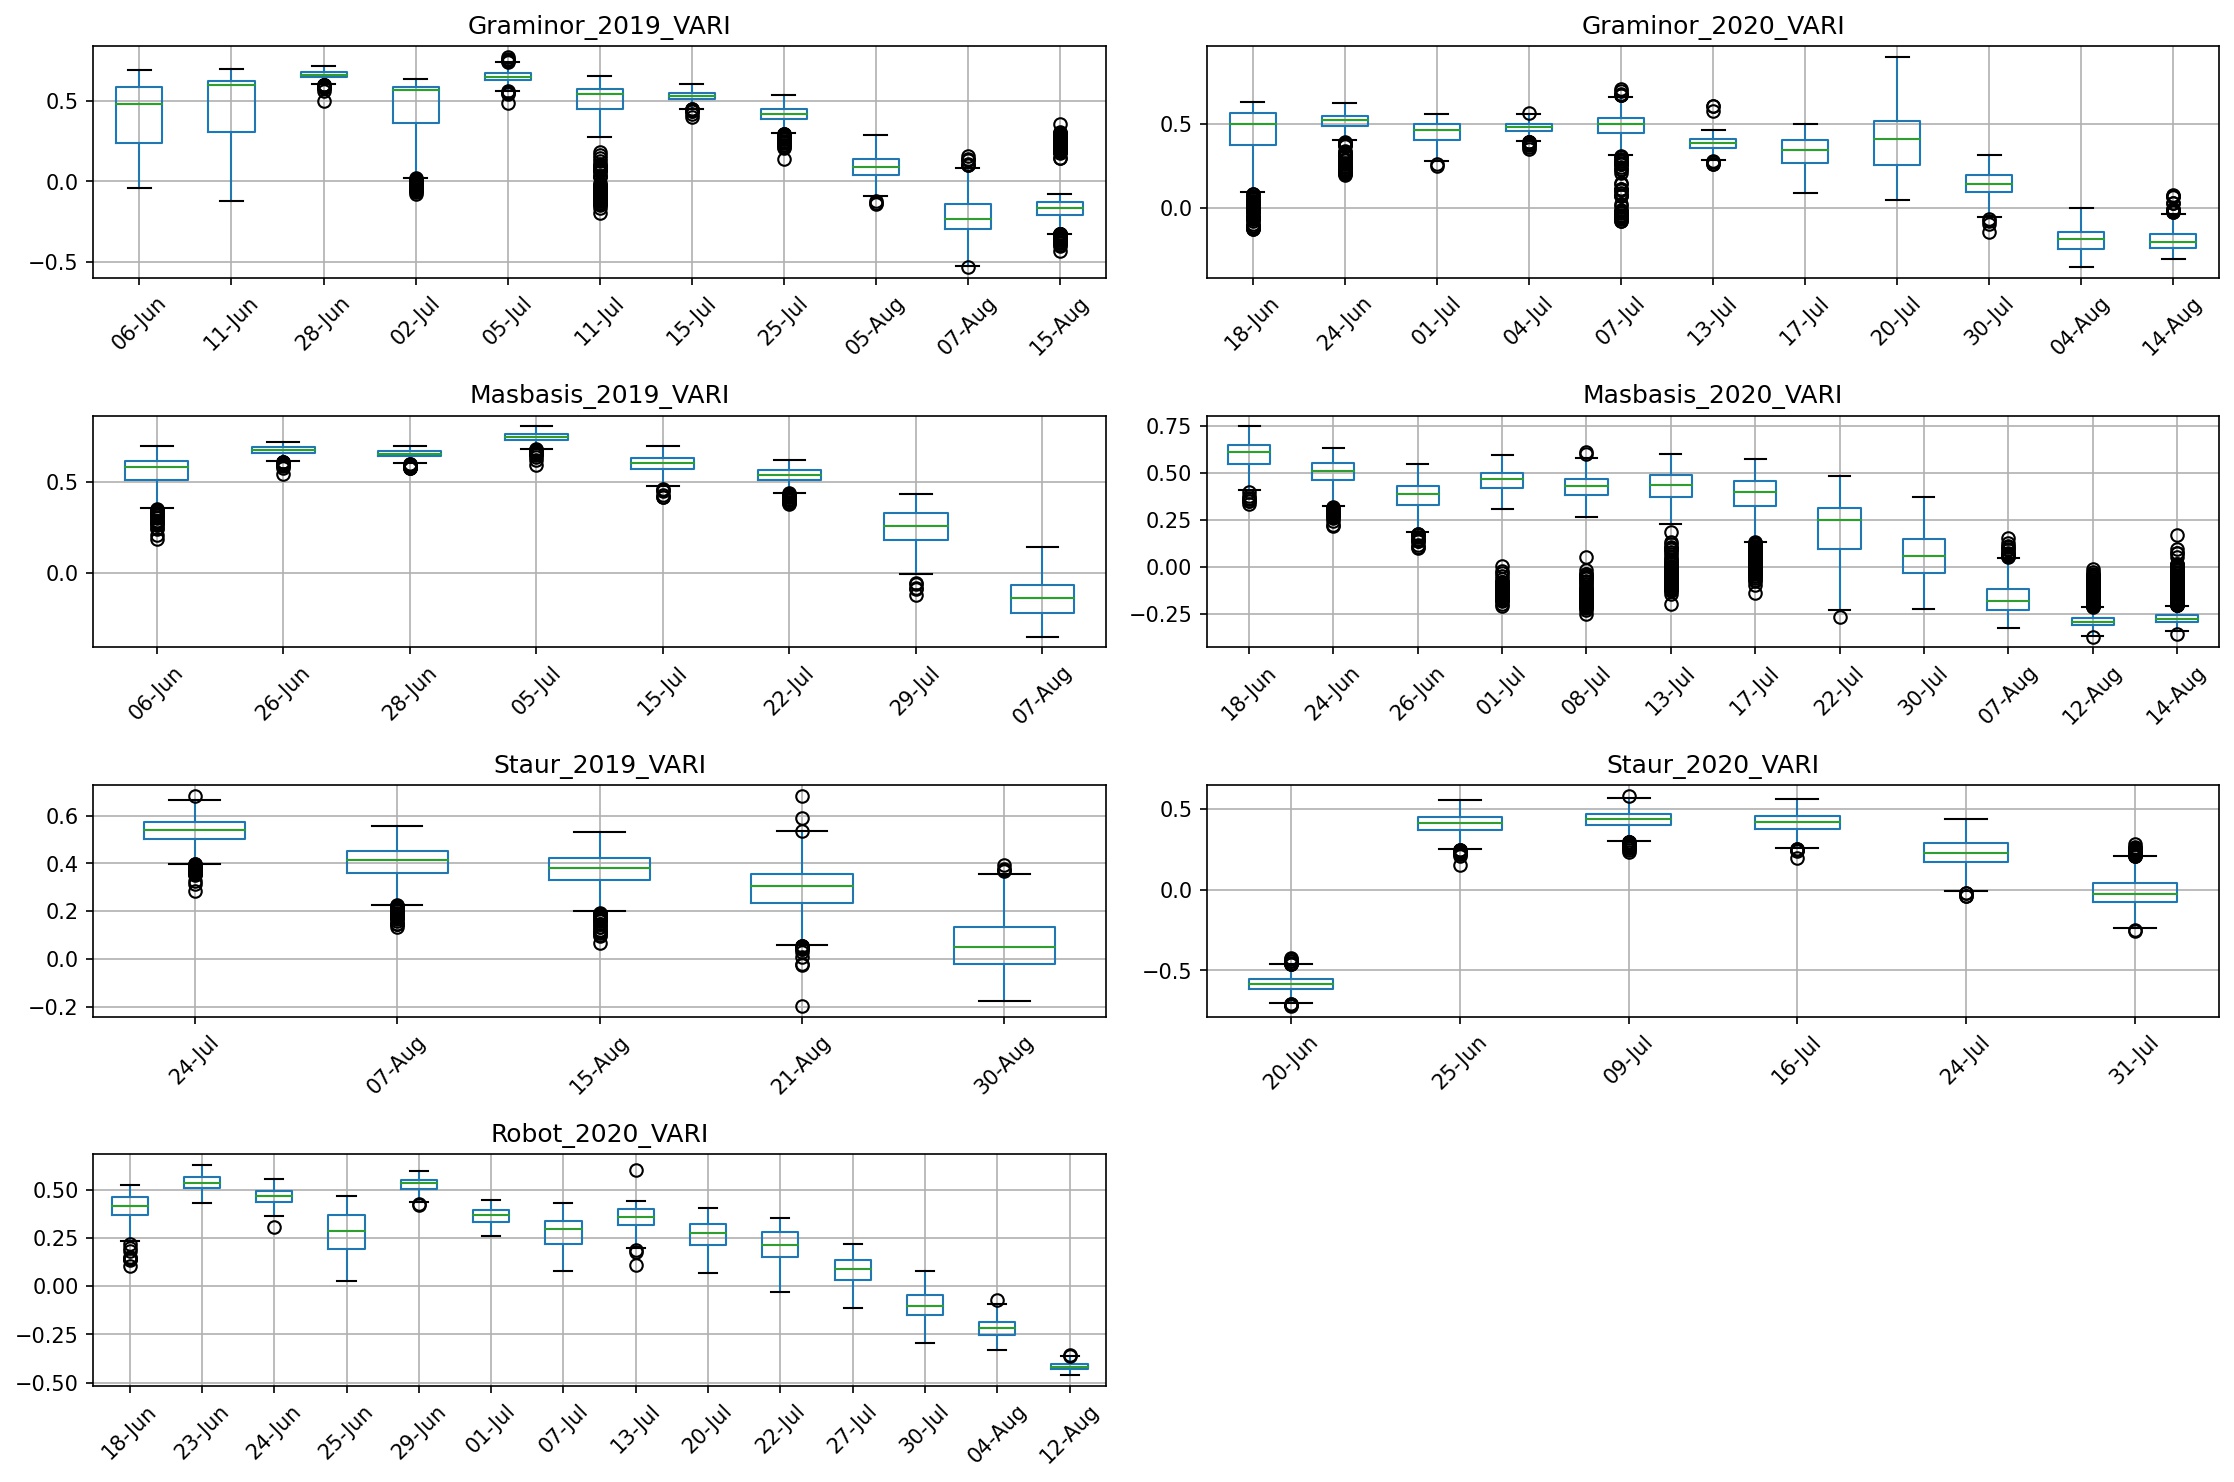 Graminor_2019_VARI
0.5
0.0
−0.5
06-Jun 11-Jun 28-Jun 02-Jul 05-Jul 11-Jul 15-Jul 25-Jul 05-Aug 07-Aug 15-Aug
Graminor_2020_VARI
0.5
0.0
18-Jun 24-Jun 01-Jul 04-Jul 07-Jul 13-Jul 17-Jul 20-Jul 30-Jul 04-Aug 14-Aug
Masbasis_2019_VARI
0.5
0.0
06-Jun 26-Jun 28-Jun 05-Jul 15-Jul 22-Jul 29-Jul 07-Aug
Masbasis_2020_VARI
0.75
0.50
0.25
0.00
−0.25
18-Jun 24-Jun 26-Jun 01-Jul 08-Jul 13-Jul 17-Jul 22-Jul 30-Jul 07-Aug 12-Aug 14-Aug
Staur_2019_VARI
0.6
0.4
0.2
0.0
−0.2
24-Jul 07-Aug 15-Aug 21-Aug 30-Aug
Staur_2020_VARI
0.5
0.0
−0.5
20-Jun 25-Jun 09-Jul 16-Jul 24-Jul 31-Jul
Robot_2020_VARI
0.50
0.25
0.00
−0.25
−0.50
18-Jun 23-Jun 24-Jun 25-Jun 29-Jun 01-Jul 07-Jul 13-Jul 20-Jul 22-Jul 27-Jul 30-Jul 04-Aug 12-Aug